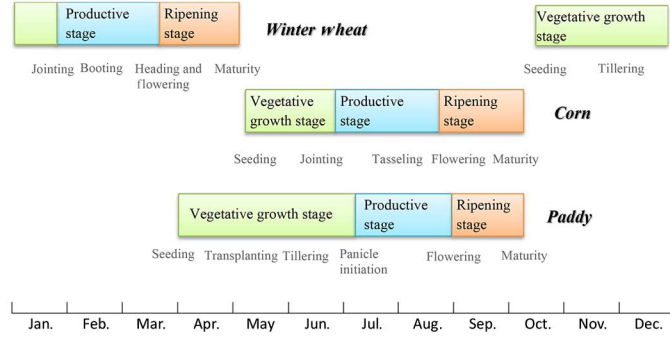 Productive
stage
Ripening
stage
Winter wheat
Vegetative growth
stage
Jointing Booting Heading and
flowering
Maturity
Seeding Tillering
Vegetative
growth stage
Productive
stage
Ripening
stage
Corn
Seeding Jointing Tasseling Flowering Maturity
Vegetative growth stage
Productive
stage
Ripening
stage
Paddy
Seeding Transplanting Tillering Panicle
initiation
Flowering Maturity
Jan. Feb. Mar. Apr. May Jun. Jul. Aug. Sep. Oct. Nov. Dec.